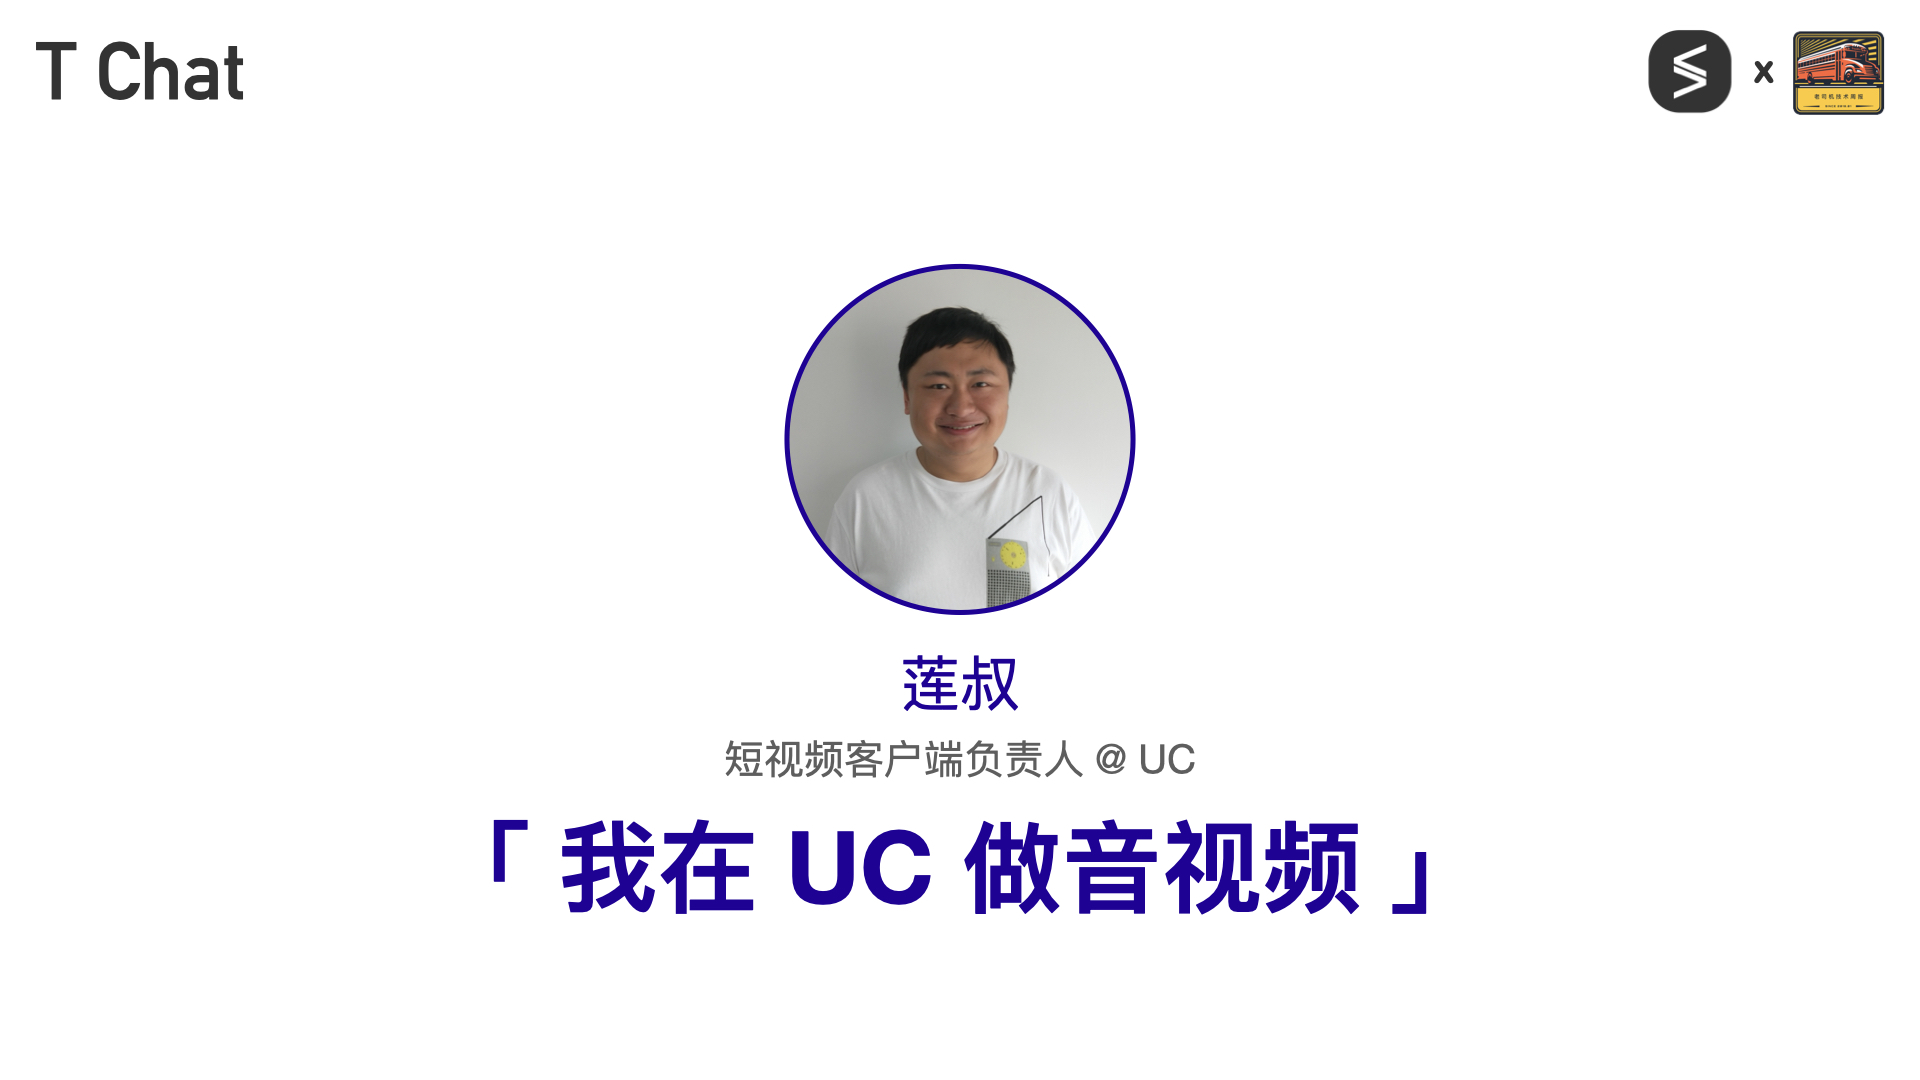 T Chat
x
老司机技术周报
莲叔
短视频客户端负责人 @ UC
「 我在 UC 做音视频 」